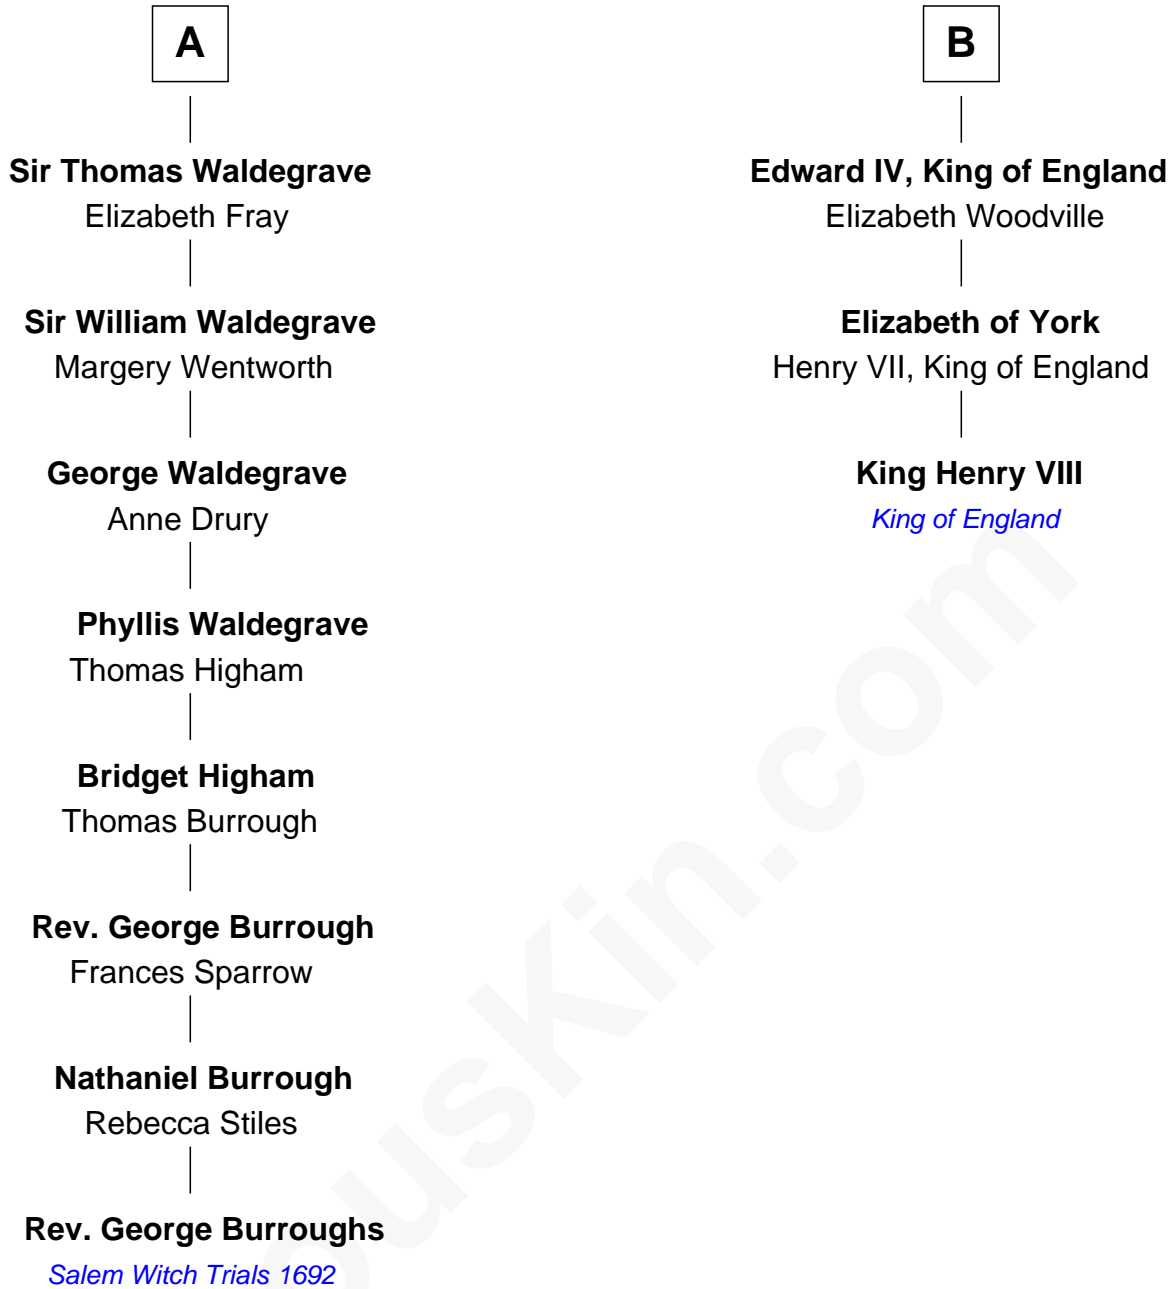 A
Sir Thomas Waldegrave
Elizabeth Fray
Sir William Waldegrave
Margery Wentworth
George Waldegrave
Anne Drury
Phyllis Waldegrave
Thomas Higham
Bridget Higham
Thomas Burrough
Rev. George Burrough
Frances Sparrow
Nathaniel Burrough
Rebecca Stiles
Rev. George Burroughs
Salem Witch Trials 1692
B
Edward IV, King of England
Elizabeth Woodville
Elizabeth of York
Henry VII, King of England
King Henry VIII
King of England
ousKin.com